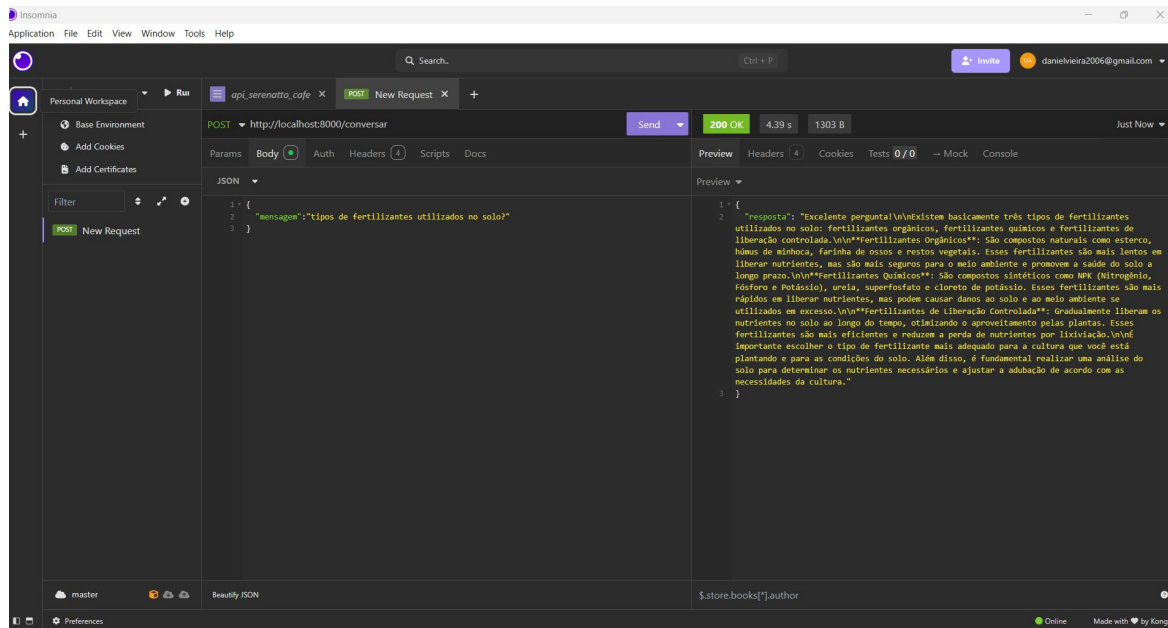 Insomnia
Application File Edit View Window Tools Help
Search.. Ctrl + P Invite DA danielvieira2006@gmail.com
Personal Workspace
Run
api_serenatto_cafe × POST New Request × +
Base Environment
Add Cookies
Add Certificates
Filter
POST New Request
POST http://localhost:8000/conversar Send
200 OK 4.39 s 1303 B Just Now
Params Body Auth Headers 4 Scripts Docs
Preview Headers 4 Cookies Tests 0 / 0 → Mock Console
JSON
Preview
1 {
2 "mensagem":"tipos de fertilizantes utilizados no solo?"
3 }
1 {
2 "resposta": "Excelente pergunta!\n\nExistem basicamente três tipos de fertilizantes
utilizados no solo: fertilizantes orgânicos, fertilizantes químicos e fertilizantes de
liberação controlada.\n\n**Fertilizantes Orgânicos**: São compostos naturais como esterco,
húmus de minhoca, farinha de ossos e restos vegetais. Esses fertilizantes são mais lentos em
liberar nutrientes, mas são mais seguros para o meio ambiente e promovem a saúde do solo a
longo prazo.\n\n**Fertilizantes Químicos**: São compostos sintéticos como NPK (Nitrogênio,
Fósforo e Potássio), ureia, superfosfato e cloreto de potássio. Esses fertilizantes são mais
rápidos em liberar nutrientes, mas podem causar danos ao solo e ao meio ambiente se
utilizados em excesso.\n\n**Fertilizantes de Liberação Controlada**: Gradualmente liberam os
nutrientes no solo ao longo do tempo, otimizando o aproveitamento pelas plantas. Esses
fertilizantes são mais eficientes e reduzem a perda de nutrientes por lixiviação.\n\nÉ
importante escolher o tipo de fertilizante mais adequado para a cultura que você está
plantando e para as condições do solo. Além disso, é fundamental realizar uma análise do
solo para determinar os nutrientes necessários e ajustar a adubação de acordo com as
necessidades da cultura."
3 }
master
Beautify JSON
$.store.books[*].author
Preferences
Online Made with ♥ by Kong